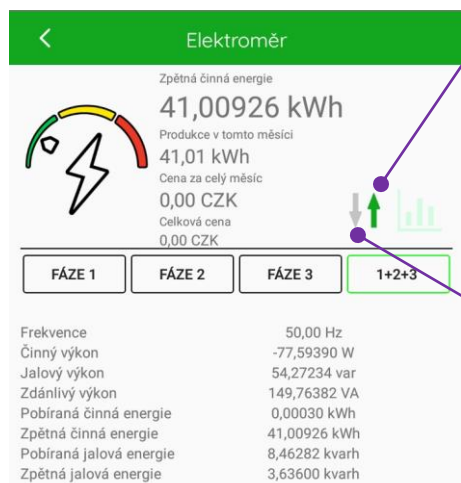 Elektroměr
Zpětná činná energie
41,00926 kWh
Produkce v tomto měsíci
41,01 kWh
Cena za celý měsíc
0,00 CZK
Celková cena
0,00 CZK
FÁZE 1 FÁZE 2 FÁZE 3 1+2+3
Frekvence 50,00 Hz
Činný výkon -77,59390 W
Jalový výkon 54,27234 var
Zdánlivý výkon 149,76382 VA
Pobíraná činná energie 0,00030 kWh
Zpětná činná energie 41,00926 kWh
Pobíraná jalová energie 8,46282 kvarh
Zpětná jalová energie 3,63600 kvarh